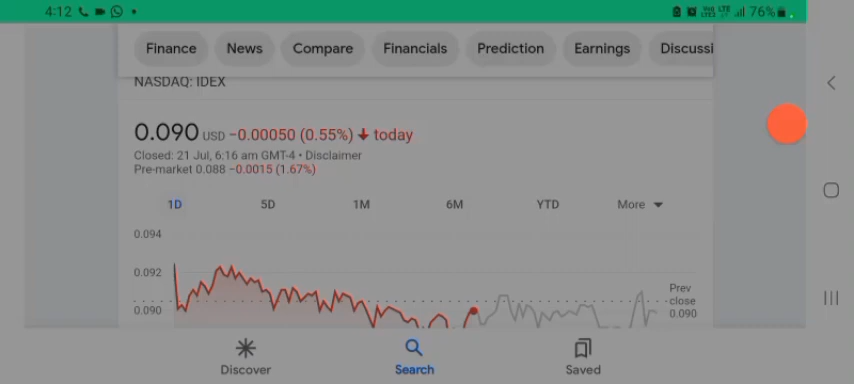 4:12
76%
Finance News Compare Financials Prediction Earnings Discussi
NASDAQ: IDEX
0.090 USD −0.00050 (0.55%) today
Closed: 21 Jul, 6:16 am GMT-4 • Disclaimer
Pre-market 0.088 −0.0015 (1.67%)
1D 5D 1M 6M YTD More
0.094
0.092
0.090
Prev
close
0.090
Discover Search Saved